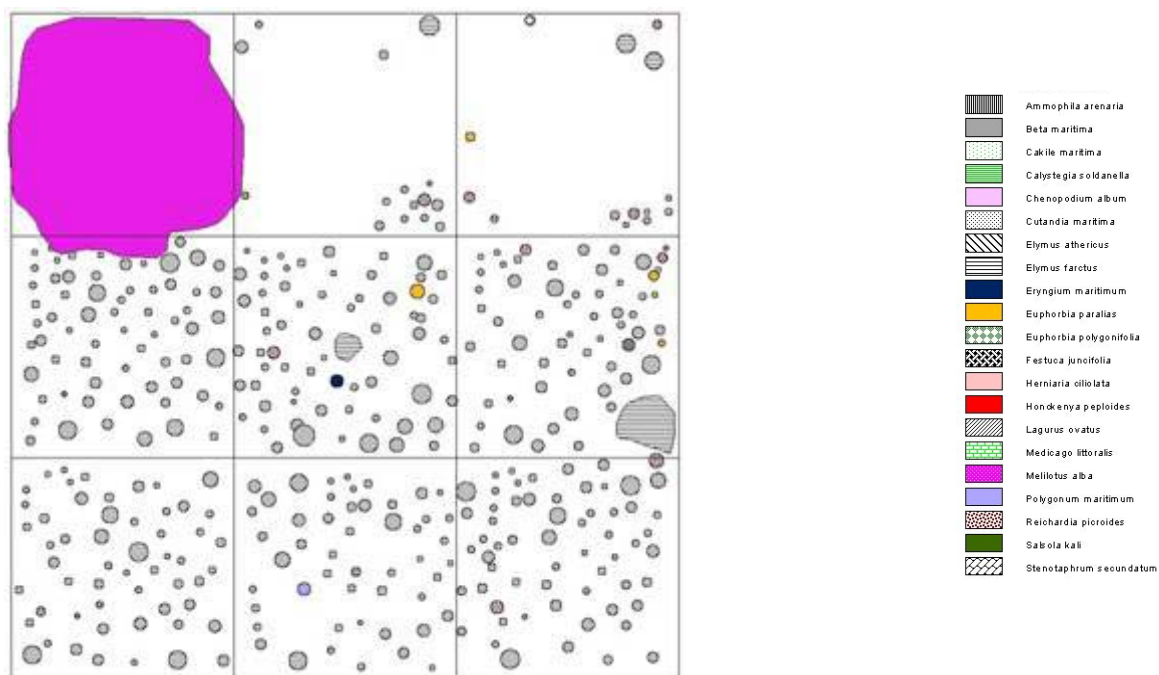 Ammophila arenaria
Beta maritima
Cakile maritima
Calystegia soldanella
Chenopodium album
Cutandia maritima
Elymus athericus
Elymus farctus
Eryngium maritimum
Euphorbia paralias
Euphorbia polygonifolia
Festuca juncifolia
Herniaria ciliolata
Honckenya peploides
Lagurus ovatus
Medicago littoralis
Melilotus alba
Polygonum maritimum
Reichardia picroides
Salsola kali
Stenotaphrum secundatum